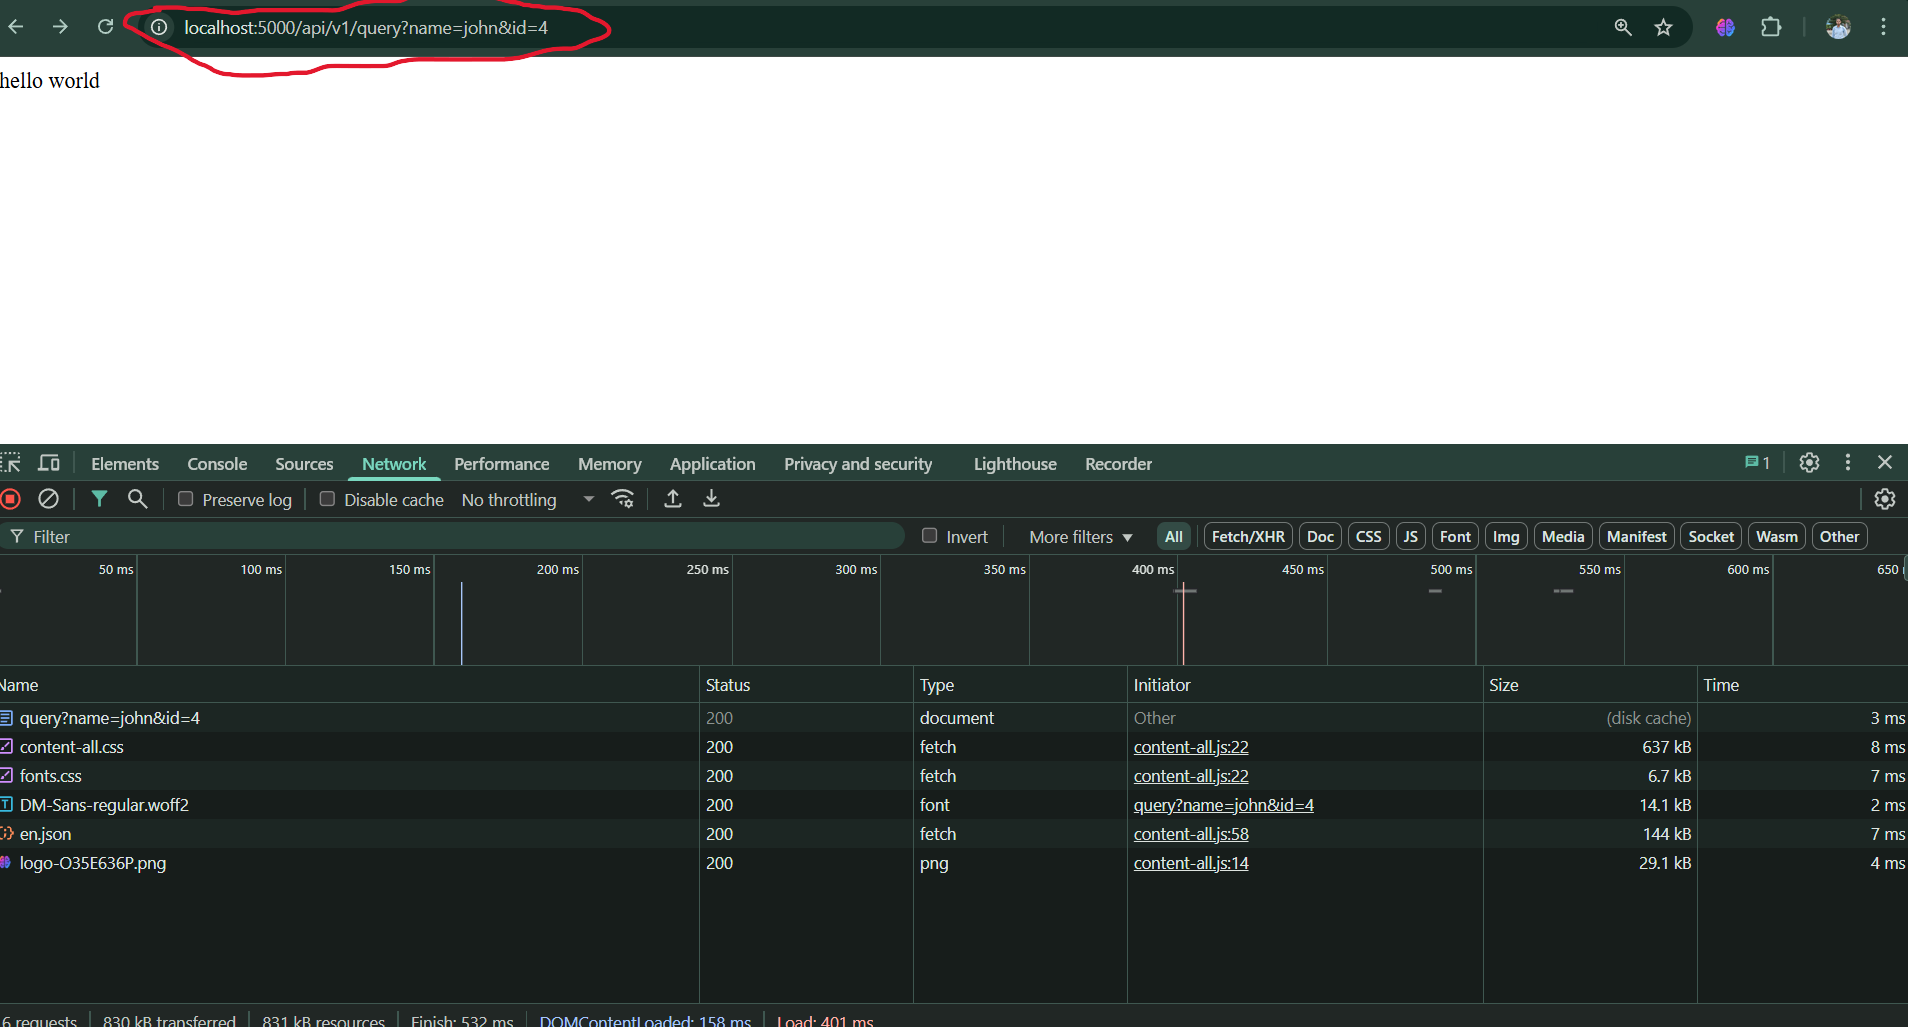 localhost:5000/api/v1/query?name=john&id=4
hello world
Elements Console Sources Network Performance Memory Application Privacy and security Lighthouse Recorder 1
Preserve log Disable cache No throttling
Filter Invert More filters All Fetch/XHR Doc CSS JS Font Img Media Manifest Socket Wasm Other
50 ms 100 ms 150 ms 200 ms 250 ms 300 ms 350 ms 400 ms 450 ms 500 ms 550 ms 600 ms 650
Name Status Type Initiator Size Time
query?name=john&id=4 200 document Other (disk cache) 3 ms
content-all.css 200 fetch content-all.js:22 637 kB 8 ms
fonts.css 200 fetch content-all.js:22 6.7 kB 7 ms
DM-Sans-regular.woff2 200 font query?name=john&id=4 14.1 kB 2 ms
en.json 200 fetch content-all.js:58 144 kB 7 ms
logo-O35E636P.png 200 png content-all.js:14 29.1 kB 4 ms
6 requests 830 kB transferred 831 kB resources Finish: 532 ms DOMContentLoaded: 158 ms Load: 401 ms